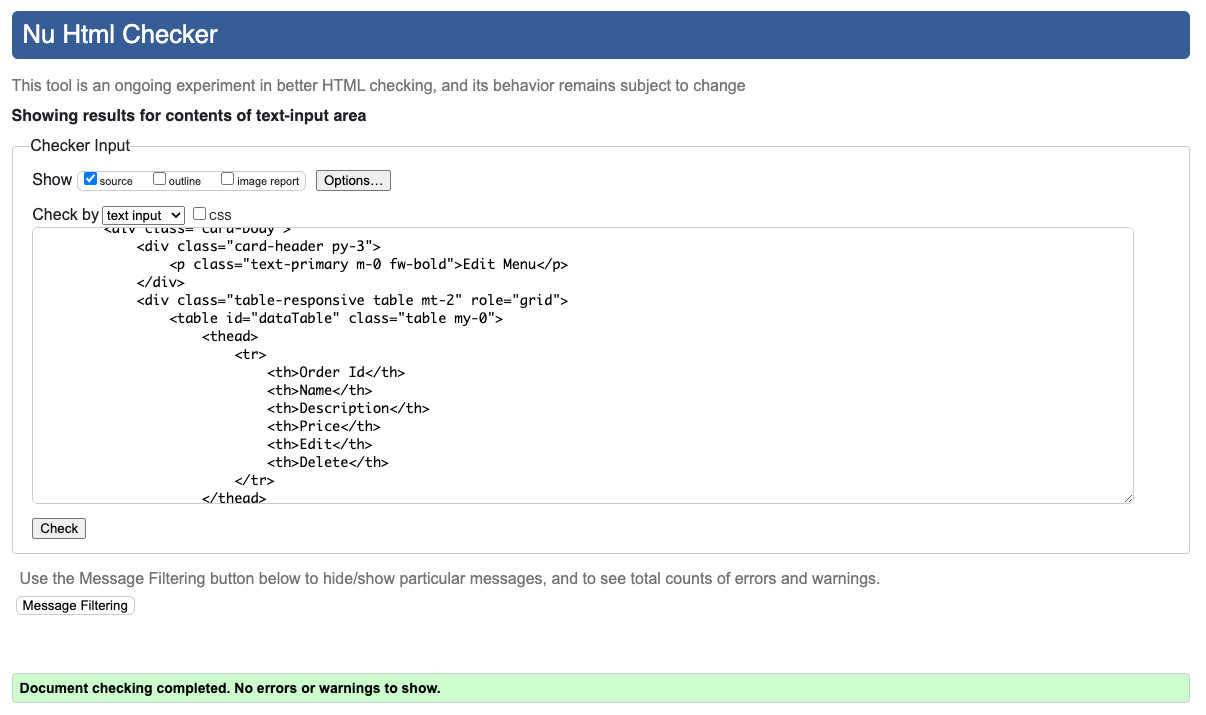 Nu Html Checker
This tool is an ongoing experiment in better HTML checking, and its behavior remains subject to change
Showing results for contents of text-input area
Checker Input
Show source outline image report Options...
Check by text input css
<div class="card-body">
<div class="card-header py-3">
<p class="text-primary m-0 fw-bold">Edit Menu</p>
</div>
<div class="table-responsive table mt-2" role="grid">
<table id="dataTable" class="table my-0">
<thead>
<tr>
<th>Order Id</th>
<th>Name</th>
<th>Description</th>
<th>Price</th>
<th>Edit</th>
<th>Delete</th>
</tr>
</thead>
Check
Use the Message Filtering button below to hide/show particular messages, and to see total counts of errors and warnings.
Message Filtering
Document checking completed. No errors or warnings to show.